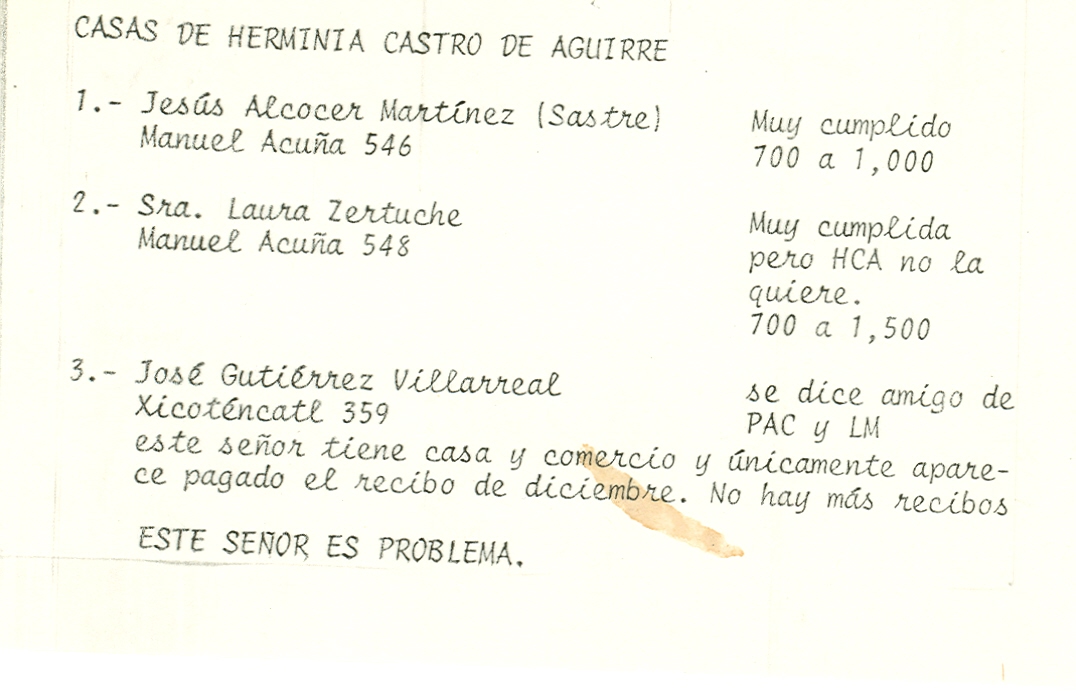 CASAS DE HERMINIA CASTRO DE AGUIRRE
1.- Jesús Alcocer Martínez (Sastre)
Manuel Acuña 546
Muy cumplido
700 a 1,000
2.- Sra. Laura Zertuche
Manuel Acuña 548
Muy cumplida
pero HCA no la
quiere.
700 a 1,500
3.- José Gutiérrez Villarreal
Xicoténcatl 359
se dice amigo de
PAC y LM
este señor tiene casa y comercio y únicamente apare-
ce pagado el recibo de diciembre. No hay más recibos
ESTE SEÑOR ES PROBLEMA.